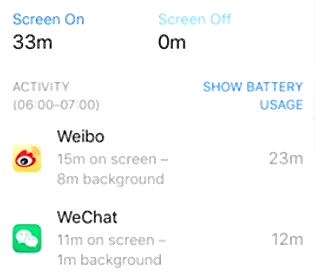 Screen On
Screen Off
33m
0m
ACTIVITY
SHOW BATTERY
(06:00–07:00)
USAGE
Weibo
15m on screen –
23m
8m background
WeChat
11m on screen –
12m
1m background